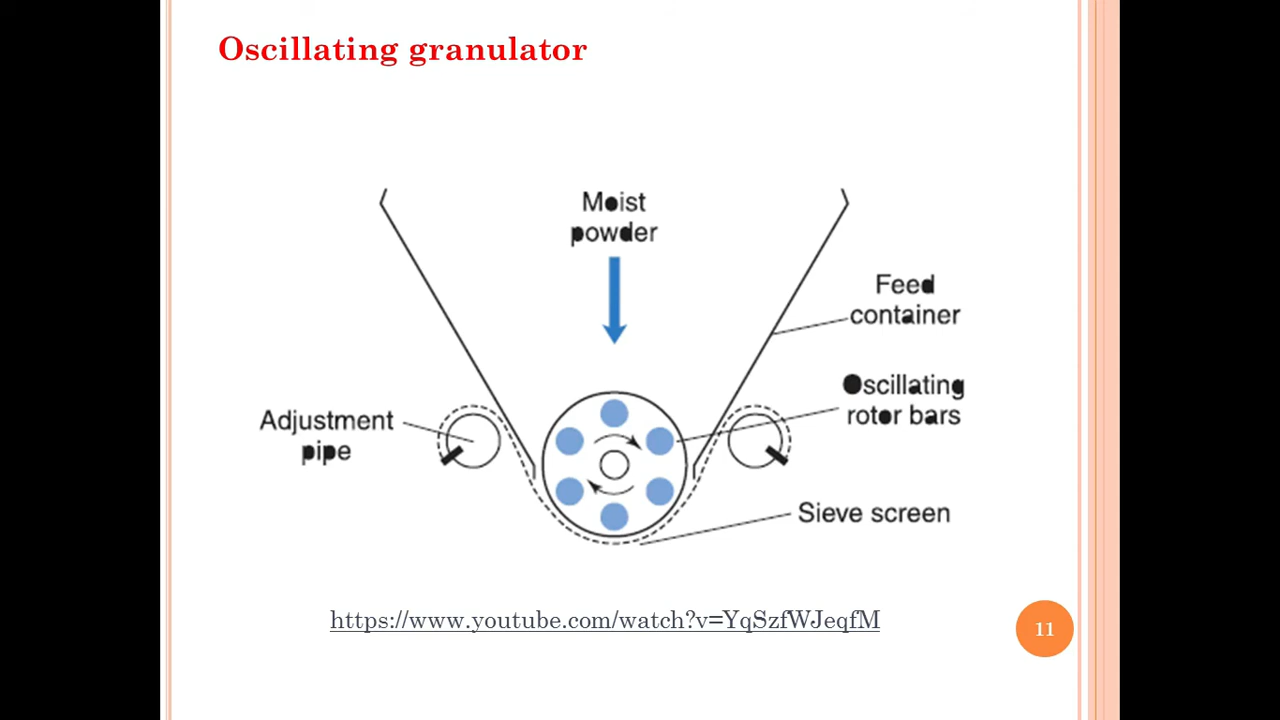 Oscillating granulator
Moist
powder
Feed
container
Oscillating
rotor bars
Adjustment
pipe
Sieve screen
https://www.youtube.com/watch?v=YqSzfWJeqfM
11